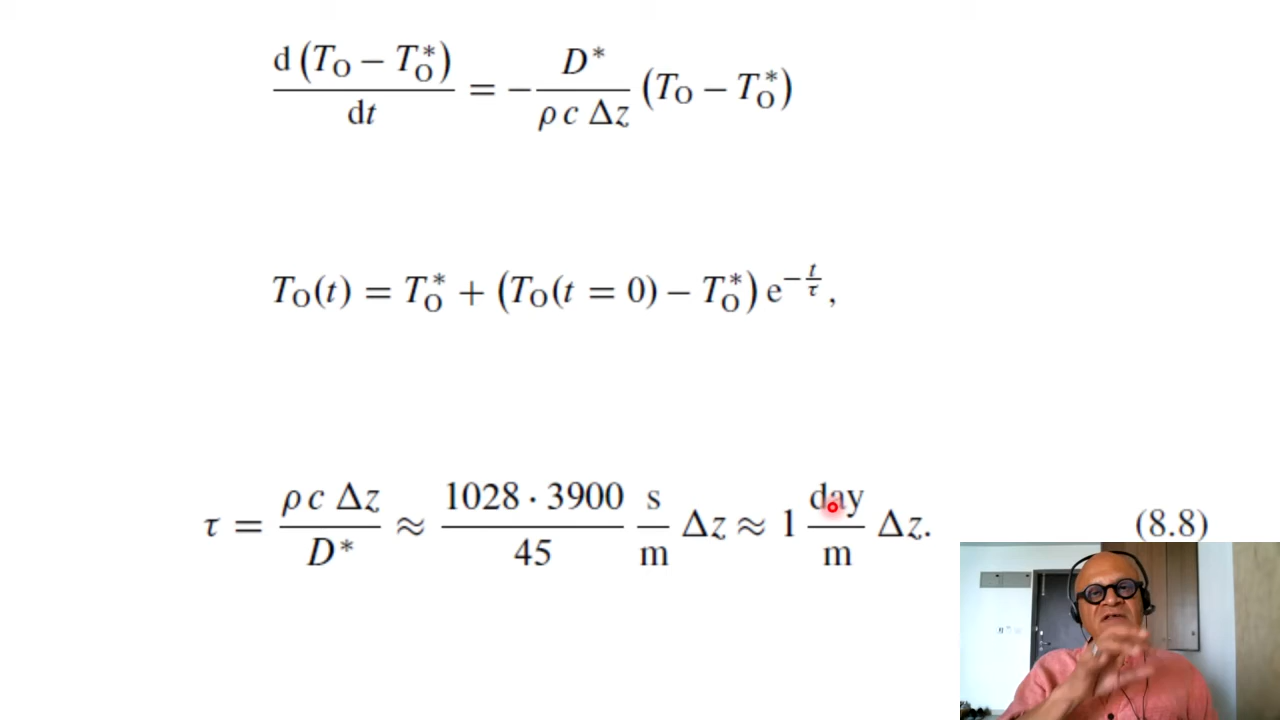 d (T_O − T_O^*) / dt = − D^* / (ρ c Δz) (T_O − T_O^*)
T_O(t) = T_O^* + (T_O(t = 0) − T_O^*) e^{−t/τ},
τ = ρ c Δz / D^* ≈ 1028 · 3900 / 45 s/m Δz ≈ 1 day/m Δz. (8.8)